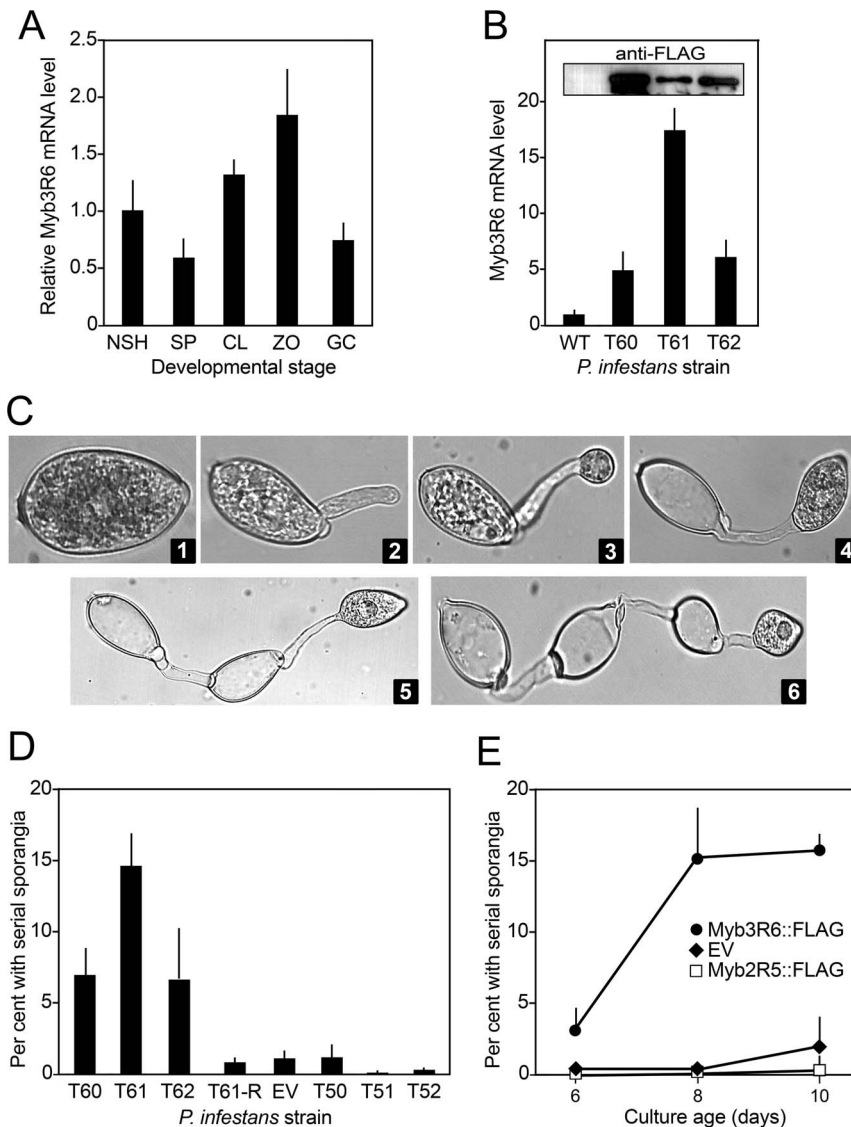 A
Relative Myb3R6 mRNA level
2.5
2.0
1.5
1.0
0.5
0
NSH SP CL ZO GC
Developmental stage
B
anti-FLAG
Myb3R6 mRNA level
20
15
10
5
0
WT T60 T61 T62
P. infestans strain
C
1
2
3
4
5
6
D
Per cent with serial sporangia
20
15
10
5
0
T60 T61 T62 T61-R EV T50 T51 T52
P. infestans strain
E
Per cent with serial sporangia
20
15
10
5
0
Myb3R6::FLAG
EV
Myb2R5::FLAG
6 8 10
Culture age (days)